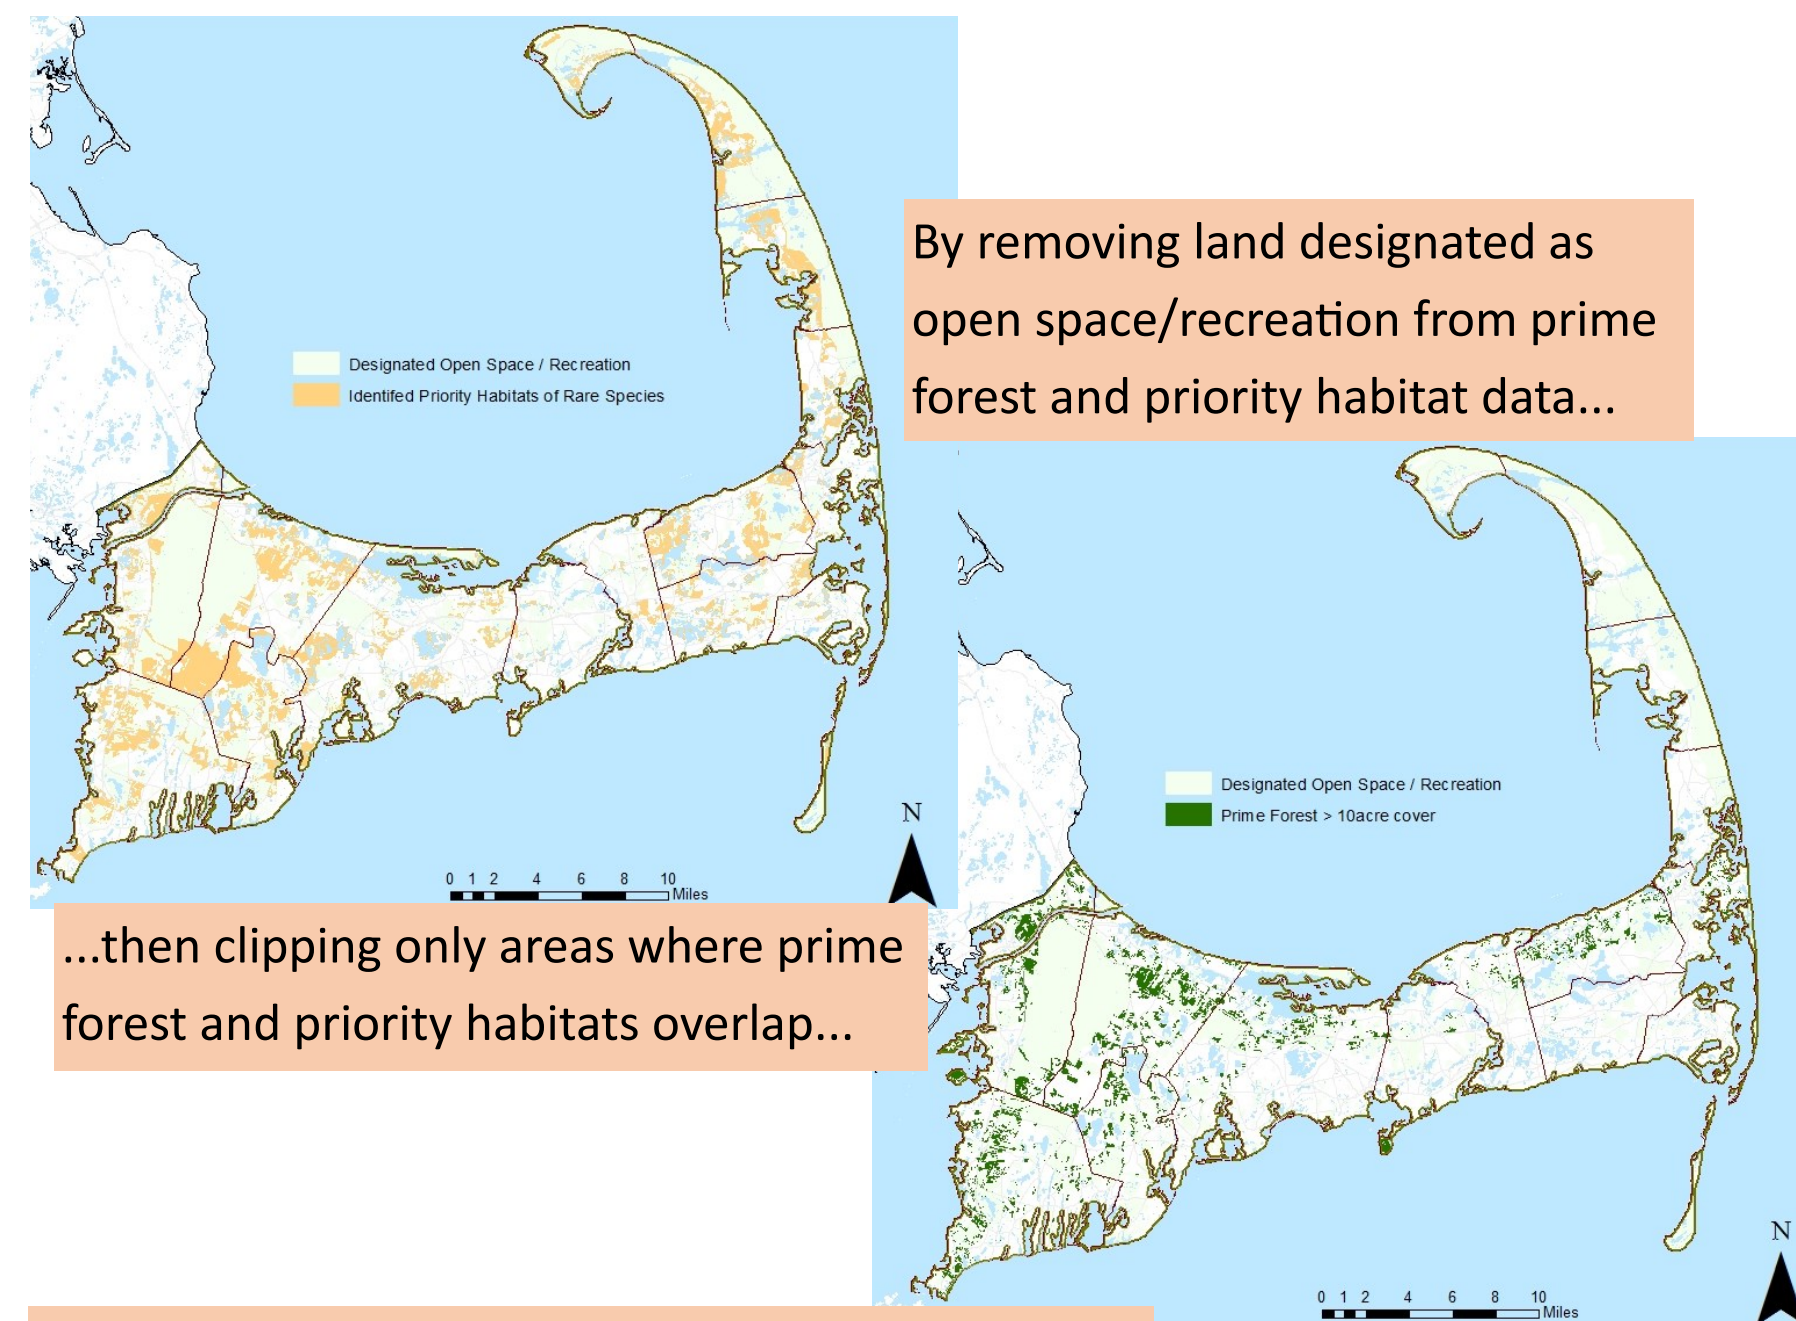 Designated Open Space / Recreation
Identifed Priority Habitats of Rare Species
N
0 1 2 4 6 8 10
Miles
By removing land designated as
open space/recreation from prime
forest and priority habitat data...
...then clipping only areas where prime
forest and priority habitats overlap...
Designated Open Space / Recreation
Prime Forest > 10acre cover
N
0 1 2 4 6 8 10
Miles